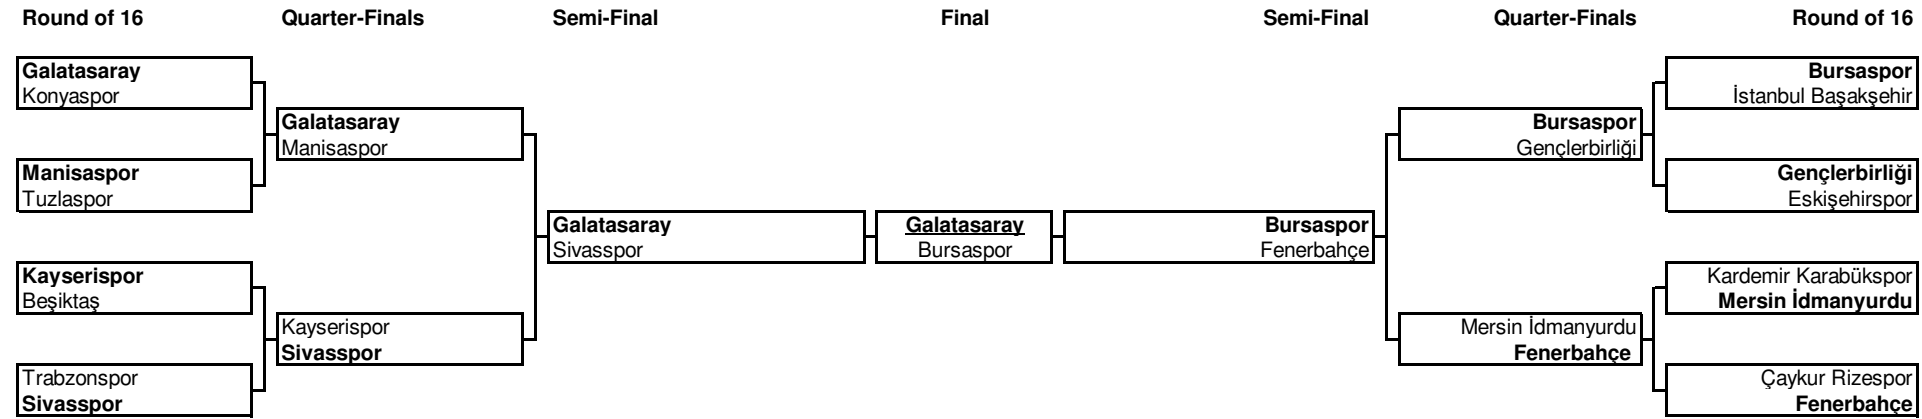 Round of 16
Quarter-Finals
Semi-Final
Final
Semi-Final
Quarter-Finals
Round of 16
Galatasaray
Konyaspor
Manisaspor
Tuzlaspor
Kayserispor
Beşiktaş
Trabzonspor
Sivasspor
Galatasaray
Manisaspor
Kayserispor
Sivasspor
Galatasaray
Sivasspor
Galatasaray
Bursaspor
Bursaspor
Fenerbahçe
Bursaspor
Gençlerbirliği
Mersin İdmanyurdu
Fenerbahçe
Bursaspor
İstanbul Başakşehir
Gençlerbirliği
Eskişehirspor
Kardemir Karabükspor
Mersin İdmanyurdu
Çaykur Rizespor
Fenerbahçe